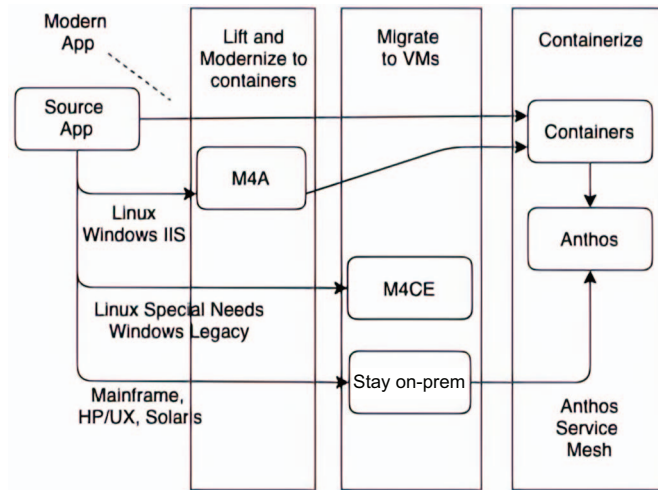 Modern
App
Lift and
Modernize to
containers
Migrate
to VMs
Containerize
Source
App
Containers
M4A
Linux
Windows IIS
Anthos
M4CE
Linux Special Needs
Windows Legacy
Stay on-prem
Mainframe,
HP/UX, Solaris
Anthos
Service
Mesh